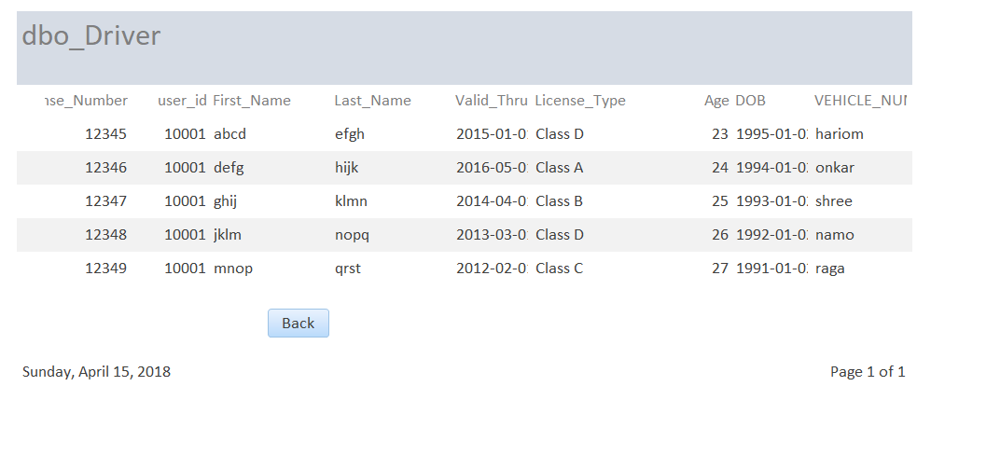 dbo_Driver
nse_Number user_id First_Name Last_Name Valid_Thru License_Type Age DOB VEHICLE_NUM
12345 10001 abcd efgh 2015-01-0 Class D 23 1995-01-0 hariom
12346 10001 defg hijk 2016-05-0 Class A 24 1994-01-0 onkar
12347 10001 ghij klmn 2014-04-0 Class B 25 1993-01-0 shree
12348 10001 jklm nopq 2013-03-0 Class D 26 1992-01-0 namo
12349 10001 mnop qrst 2012-02-0 Class C 27 1991-01-0 raga
Back
Sunday, April 15, 2018 Page 1 of 1